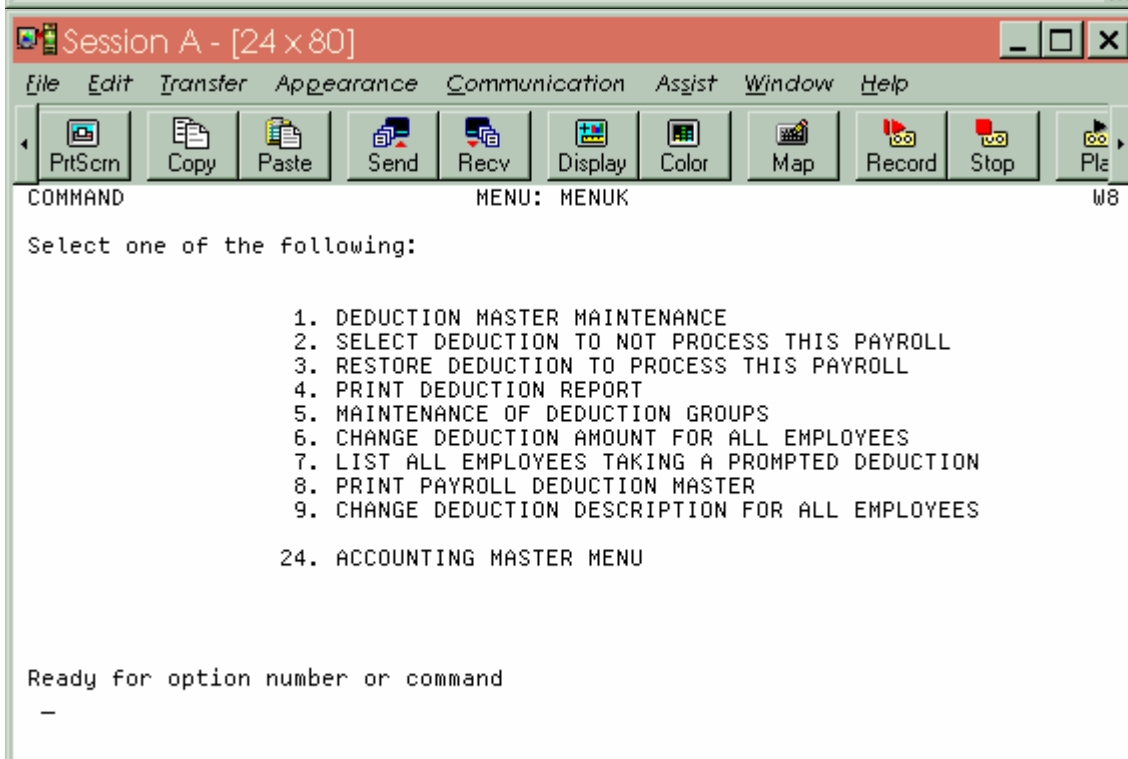 Session A - [24 x 80]
File Edit Transfer Appearance Communication Assist Window Help
PrtScrn Copy Paste Send Recv Display Color Map Record Stop Pla
COMMAND MENU: MENUK W8
Select one of the following:
1. DEDUCTION MASTER MAINTENANCE
2. SELECT DEDUCTION TO NOT PROCESS THIS PAYROLL
3. RESTORE DEDUCTION TO PROCESS THIS PAYROLL
4. PRINT DEDUCTION REPORT
5. MAINTENANCE OF DEDUCTION GROUPS
6. CHANGE DEDUCTION AMOUNT FOR ALL EMPLOYEES
7. LIST ALL EMPLOYEES TAKING A PROMPTED DEDUCTION
8. PRINT PAYROLL DEDUCTION MASTER
9. CHANGE DEDUCTION DESCRIPTION FOR ALL EMPLOYEES
24. ACCOUNTING MASTER MENU
Ready for option number or command